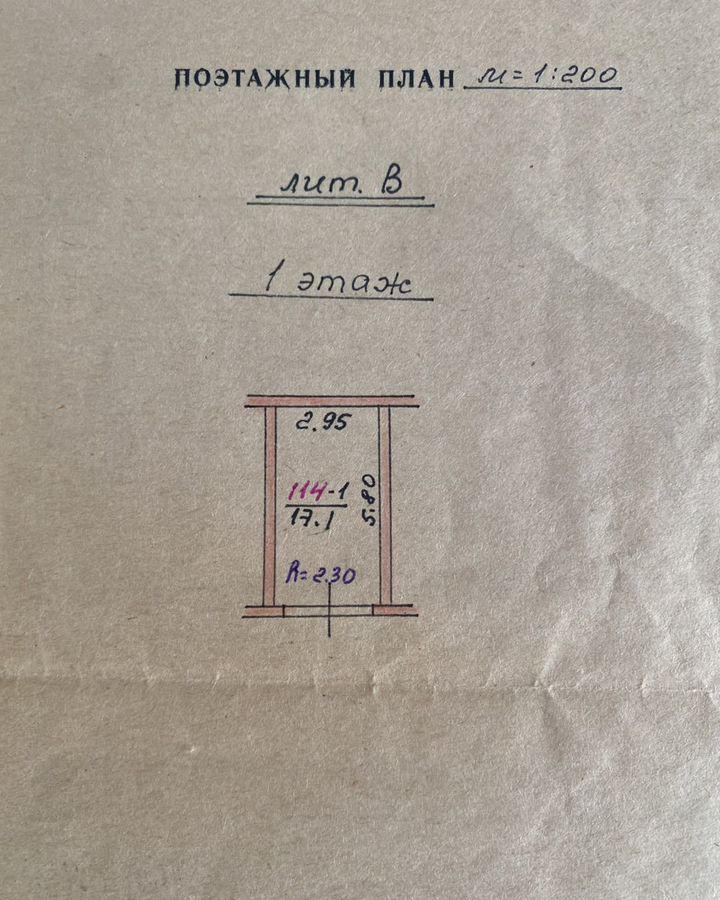 ПОЭТАЖНЫЙ ПЛАН м=1:200
лит. В
1 этаж
2.95
114-1
17.1
5.80
h=2.30